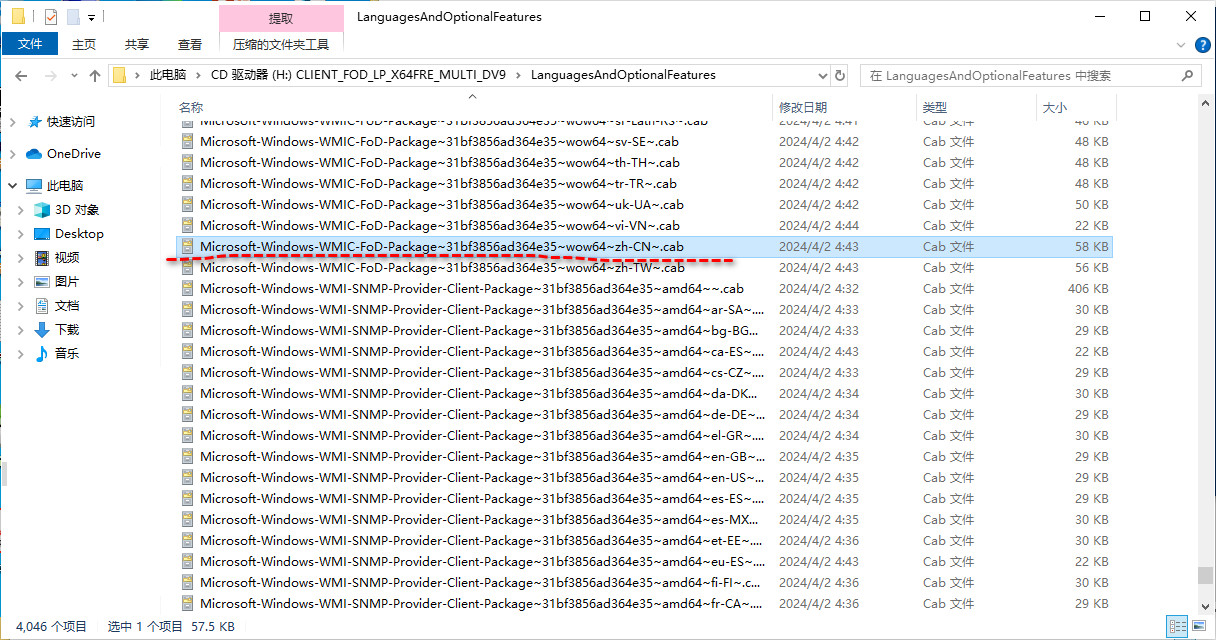 提取
LanguagesAndOptionalFeatures
文件 主页 共享 查看 压缩的文件夹工具
此电脑 › CD 驱动器 (H:) CLIENT_FOD_LP_X64FRE_MULTI_DV9 › LanguagesAndOptionalFeatures
在 LanguagesAndOptionalFeatures 中搜索
快速访问
OneDrive
此电脑
3D 对象
Desktop
视频
图片
文档
下载
音乐
名称 修改日期 类型 大小
Microsoft-Windows-WMIC-FoD-Package~31bf3856ad364e35~wow64~sr-Latn-RS~.cab 2024/4/2 4:41 Cab 文件 48 KB
Microsoft-Windows-WMIC-FoD-Package~31bf3856ad364e35~wow64~sv-SE~.cab 2024/4/2 4:42 Cab 文件 48 KB
Microsoft-Windows-WMIC-FoD-Package~31bf3856ad364e35~wow64~th-TH~.cab 2024/4/2 4:42 Cab 文件 48 KB
Microsoft-Windows-WMIC-FoD-Package~31bf3856ad364e35~wow64~tr-TR~.cab 2024/4/2 4:42 Cab 文件 48 KB
Microsoft-Windows-WMIC-FoD-Package~31bf3856ad364e35~wow64~uk-UA~.cab 2024/4/2 4:42 Cab 文件 50 KB
Microsoft-Windows-WMIC-FoD-Package~31bf3856ad364e35~wow64~vi-VN~.cab 2024/4/2 4:44 Cab 文件 22 KB
Microsoft-Windows-WMIC-FoD-Package~31bf3856ad364e35~wow64~zh-CN~.cab 2024/4/2 4:43 Cab 文件 58 KB
Microsoft-Windows-WMIC-FoD-Package~31bf3856ad364e35~wow64~zh-TW~.cab 2024/4/2 4:43 Cab 文件 56 KB
Microsoft-Windows-WMI-SNMP-Provider-Client-Package~31bf3856ad364e35~amd64~~.cab 2024/4/2 4:32 Cab 文件 406 KB
Microsoft-Windows-WMI-SNMP-Provider-Client-Package~31bf3856ad364e35~amd64~ar-SA~.... 2024/4/2 4:33 Cab 文件 30 KB
Microsoft-Windows-WMI-SNMP-Provider-Client-Package~31bf3856ad364e35~amd64~bg-BG... 2024/4/2 4:33 Cab 文件 29 KB
Microsoft-Windows-WMI-SNMP-Provider-Client-Package~31bf3856ad364e35~amd64~ca-ES~.... 2024/4/2 4:43 Cab 文件 22 KB
Microsoft-Windows-WMI-SNMP-Provider-Client-Package~31bf3856ad364e35~amd64~cs-CZ~.... 2024/4/2 4:33 Cab 文件 29 KB
Microsoft-Windows-WMI-SNMP-Provider-Client-Package~31bf3856ad364e35~amd64~da-DK... 2024/4/2 4:34 Cab 文件 30 KB
Microsoft-Windows-WMI-SNMP-Provider-Client-Package~31bf3856ad364e35~amd64~de-DE~... 2024/4/2 4:34 Cab 文件 29 KB
Microsoft-Windows-WMI-SNMP-Provider-Client-Package~31bf3856ad364e35~amd64~el-GR~.... 2024/4/2 4:34 Cab 文件 30 KB
Microsoft-Windows-WMI-SNMP-Provider-Client-Package~31bf3856ad364e35~amd64~en-GB~... 2024/4/2 4:35 Cab 文件 29 KB
Microsoft-Windows-WMI-SNMP-Provider-Client-Package~31bf3856ad364e35~amd64~en-US~... 2024/4/2 4:35 Cab 文件 29 KB
Microsoft-Windows-WMI-SNMP-Provider-Client-Package~31bf3856ad364e35~amd64~es-ES~.... 2024/4/2 4:35 Cab 文件 29 KB
Microsoft-Windows-WMI-SNMP-Provider-Client-Package~31bf3856ad364e35~amd64~es-MX... 2024/4/2 4:35 Cab 文件 30 KB
Microsoft-Windows-WMI-SNMP-Provider-Client-Package~31bf3856ad364e35~amd64~et-EE~.... 2024/4/2 4:36 Cab 文件 30 KB
Microsoft-Windows-WMI-SNMP-Provider-Client-Package~31bf3856ad364e35~amd64~eu-ES~.... 2024/4/2 4:43 Cab 文件 22 KB
Microsoft-Windows-WMI-SNMP-Provider-Client-Package~31bf3856ad364e35~amd64~fi-FI~.c... 2024/4/2 4:36 Cab 文件 30 KB
Microsoft-Windows-WMI-SNMP-Provider-Client-Package~31bf3856ad364e35~amd64~fr-CA~.... 2024/4/2 4:36 Cab 文件 29 KB
4,046 个项目 选中 1 个项目 57.5 KB